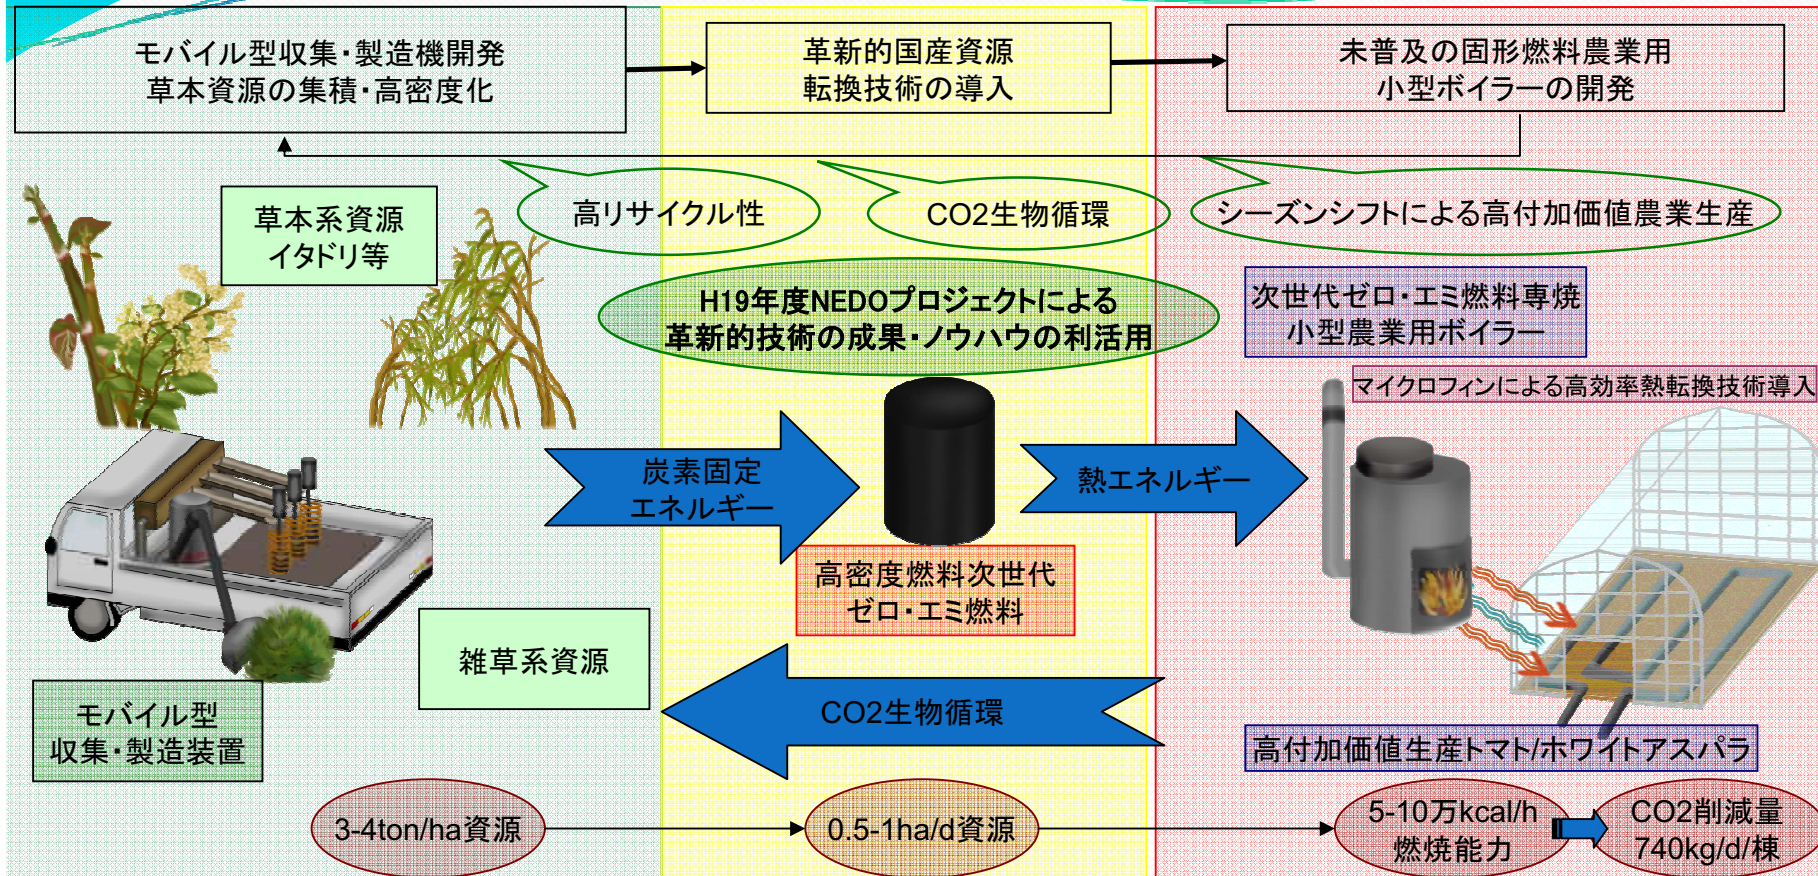 モバイル型収集・製造機開発
草本資源の集積・高密度化
革新的国産資源
転換技術の導入
未普及の固形燃料農業用
小型ボイラーの開発
草本系資源
イタドリ等
高リサイクル性
CO2生物循環
シーズンシフトによる高付加価値農業生産
H19年度NEDOプロジェクトによる
革新的技術の成果・ノウハウの利活用
次世代ゼロ・エミ燃料専焼
小型農業用ボイラー
マイクロフィンによる高効率熱転換技術導入
炭素固定
エネルギー
熱エネルギー
高密度燃料次世代
ゼロ・エミ燃料
雑草系資源
モバイル型
収集・製造装置
CO2生物循環
高付加価値生産トマト/ホワイトアスパラ
3-4ton/ha資源
0.5-1ha/d資源
5-10万kcal/h
燃焼能力
CO2削減量
740kg/d/棟